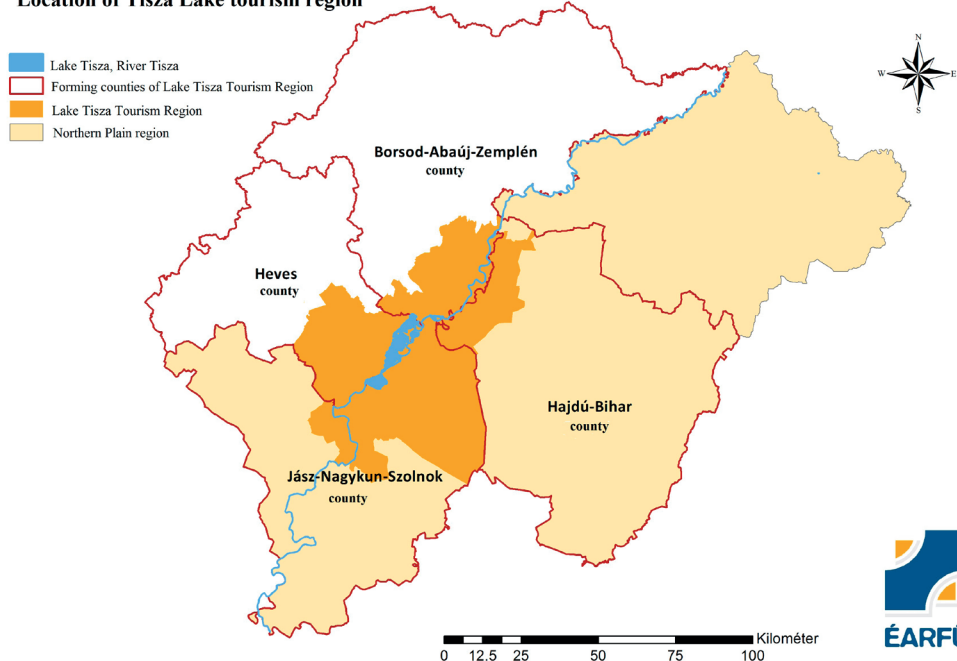 Location of Tisza Lake tourism region
Lake Tisza, River Tisza
Forming counties of Lake Tisza Tourism Region
Lake Tisza Tourism Region
Northern Plain region
N
W
E
S
Borsod-Abaúj-Zemplén
county
Heves
county
Hajdú-Bihar
county
Jász-Nagykun-Szolnok
county
Kilométer
0 12.5 25 50 75 100